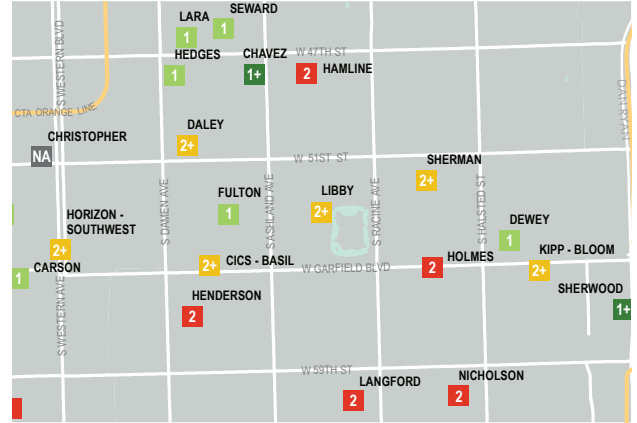 SEWARD
LARA
1
1
S WESTERN BLVD
W 47TH ST
HEDGES
CHAVEZ
1
1+
2
HAMLINE
CTA ORANGE LINE
DAN RYAN
DALEY
CHRISTOPHER
2+
NA
W 51ST ST
SHERMAN
2+
S DAMEN AVE
S ASHLAND AVE
S RACINE AVE
S HALSTED ST
FULTON
LIBBY
1
2+
HORIZON -
SOUTHWEST
DEWEY
2+
1
KIPP - BLOOM
CARSON
1
2+
CICS - BASIL
W GARFIELD BLVD
HOLMES
2
2+
SHERWOOD
1+
HENDERSON
2
S WESTERN AVE
W 59TH ST
LANGFORD
NICHOLSON
2
2